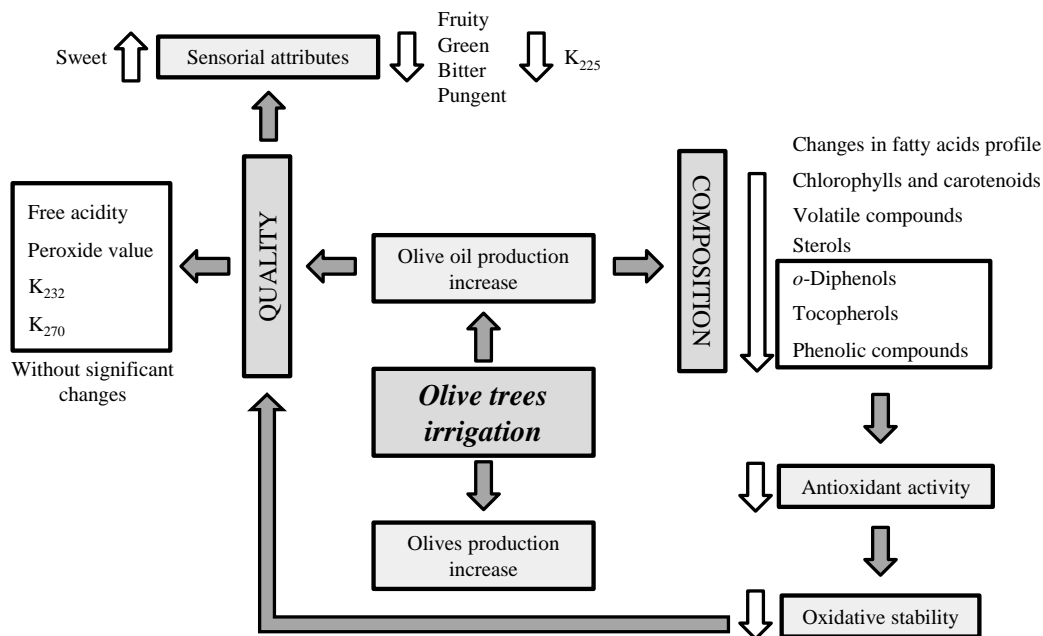 Sweet
Sensorial attributes
Fruity
Green
Bitter
Pungent
K225
Free acidity
Peroxide value
K232
K270
Without significant
changes
QUALITY
Olive oil production
increase
COMPOSITION
Changes in fatty acids profile
Chlorophylls and carotenoids
Volatile compounds
Sterols
o-Diphenols
Tocopherols
Phenolic compounds
Olive trees
irrigation
Olives production
increase
Antioxidant activity
Oxidative stability